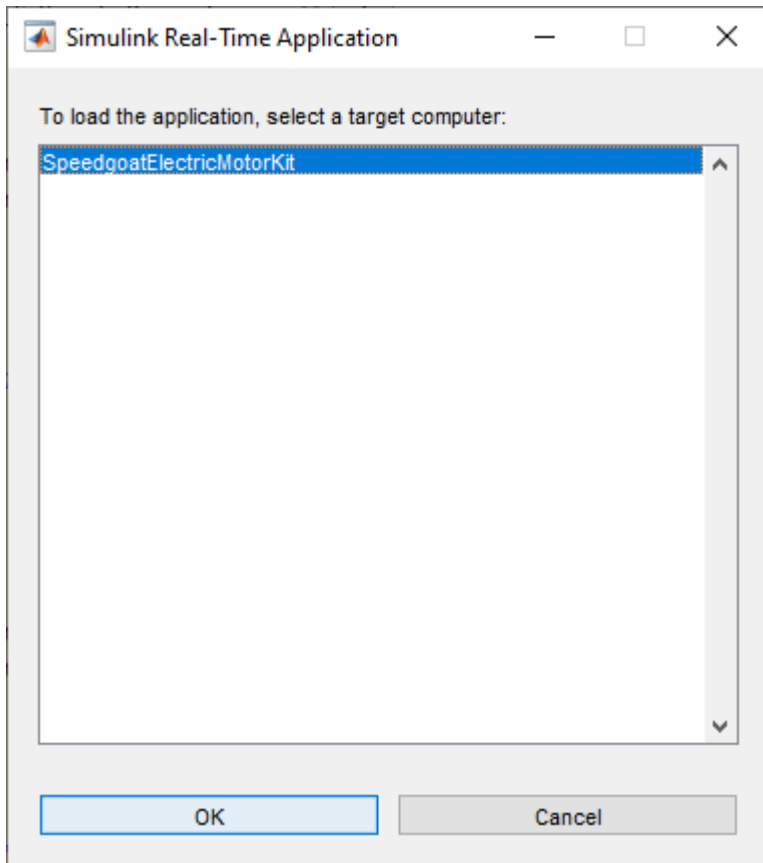 Simulink Real-Time Application
To load the application, select a target computer:
SpeedgoatElectricMotorKit
OK Cancel